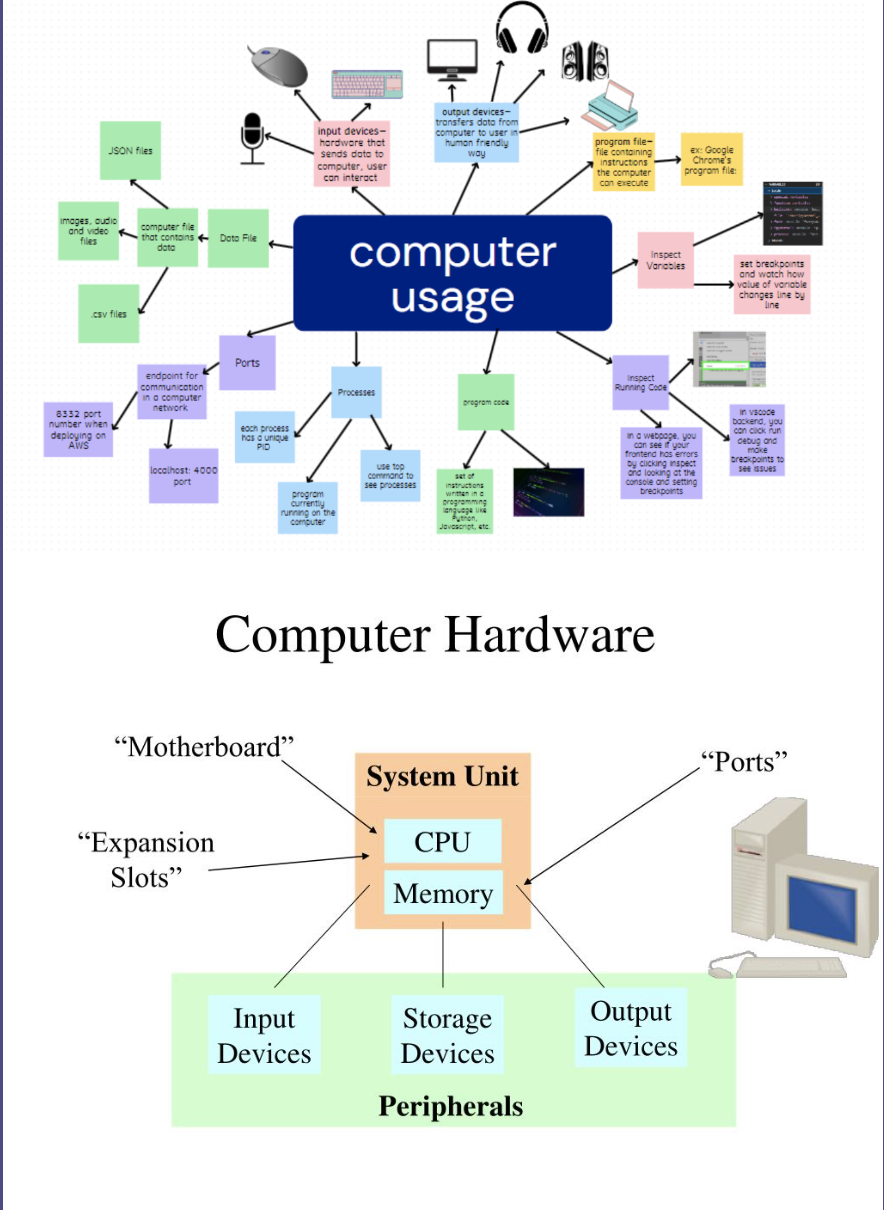 input devices—
hardware that
sends data to
computer, user
can interact
output devices—
transfers data from
computer to user in
human friendly
way
program file—
file containing
instructions
the computer
can execute
ex: Google
Chrome's
program file:
JSON files
images, audio
and video
files
computer file
that contains
data
Data File
.csv files
computer
usage
Inspect
Variables
set breakpoints
and watch how
value of variable
changes line by
line
Ports
endpoint for
communication
in a computer
network
8332 port
number when
deploying on
AWS
localhost: 4000
port
Processes
each process
has a unique
PID
program
currently
running on the
computer
use top
command to
see processes
program code
set of
instructions
written in a
programming
language like
Python,
Javascript, etc.
Inspect
Running Code
in a webpage, you
can see if your
frontend has errors
by clicking inspect
and looking at the
console and setting
breakpoints
in vscode
backend, you
can click run
debug and
make
breakpoints to
see issues
Computer Hardware
“Motherboard”
“Expansion
Slots”
System Unit
CPU
Memory
“Ports”
Input
Devices
Storage
Devices
Output
Devices
Peripherals